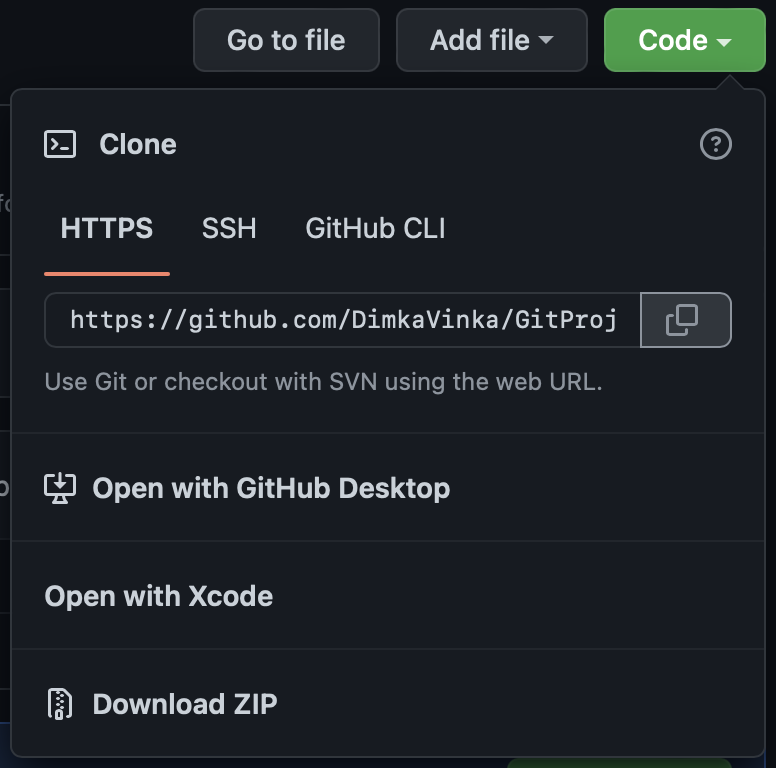 Go to file
Add file
Code
Clone
HTTPS
SSH
GitHub CLI
https://github.com/DimkaVinka/GitProj
Use Git or checkout with SVN using the web URL.
Open with GitHub Desktop
Open with Xcode
Download ZIP